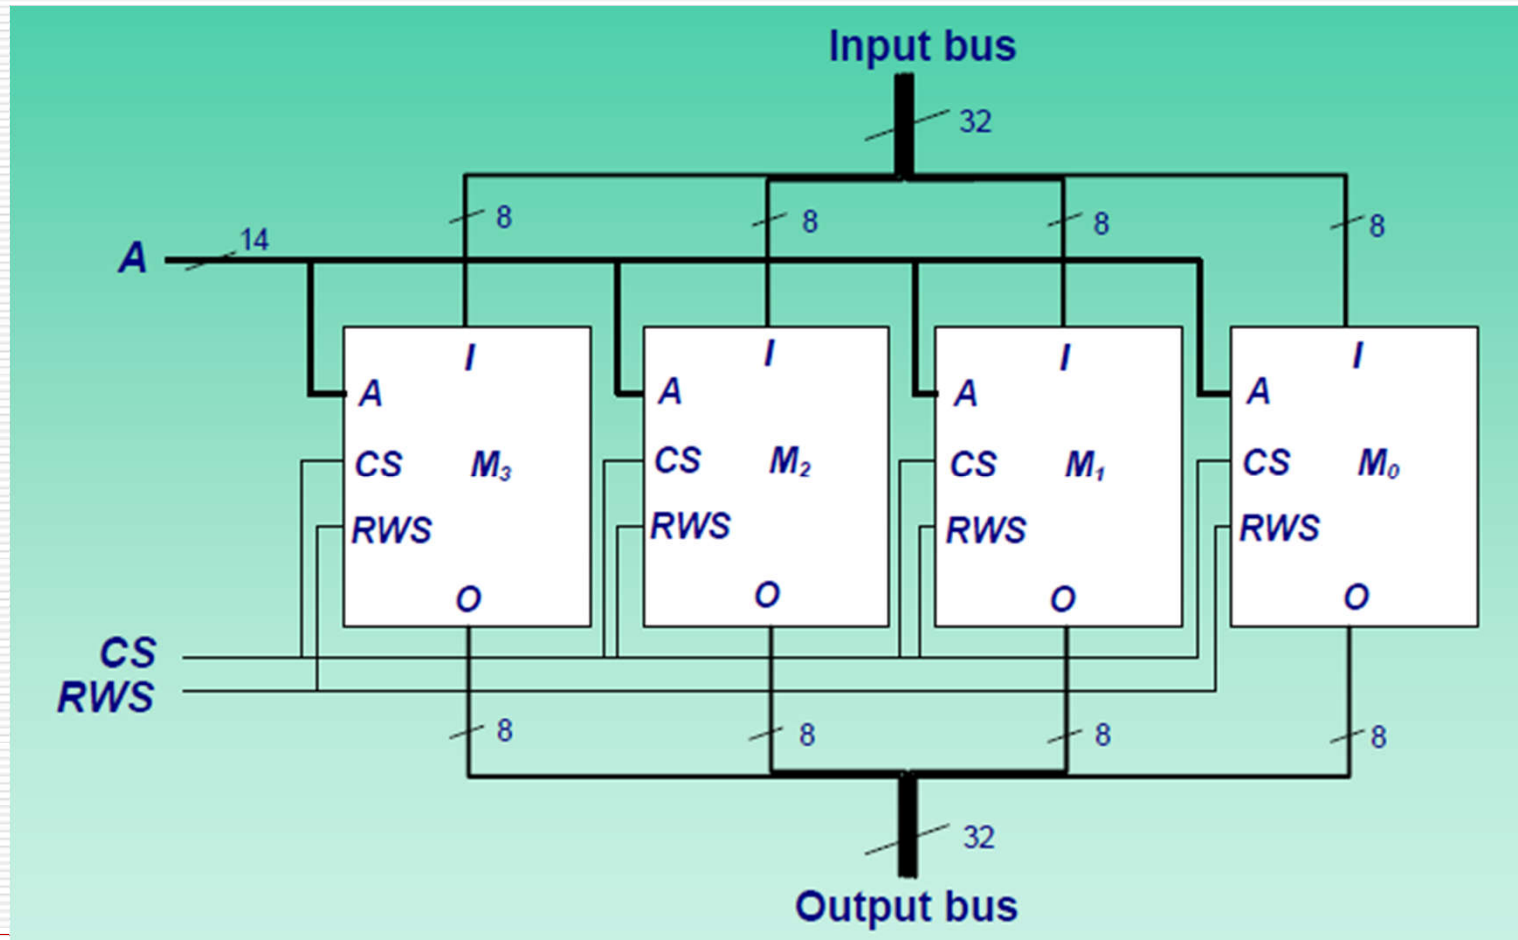 Input bus
32
8 8 8 8
A 14
I I I I
A A A A
CS M₃ CS M₂ CS M₁ CS M₀
RWS RWS RWS RWS
O O O O
CS
RWS
8 8 8 8
32
Output bus